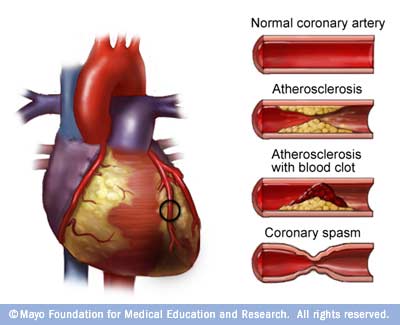 Normal coronary artery
Atherosclerosis
Atherosclerosis
with blood clot
Coronary spasm
©Mayo Foundation for Medical Education and Research. All rights reserved.